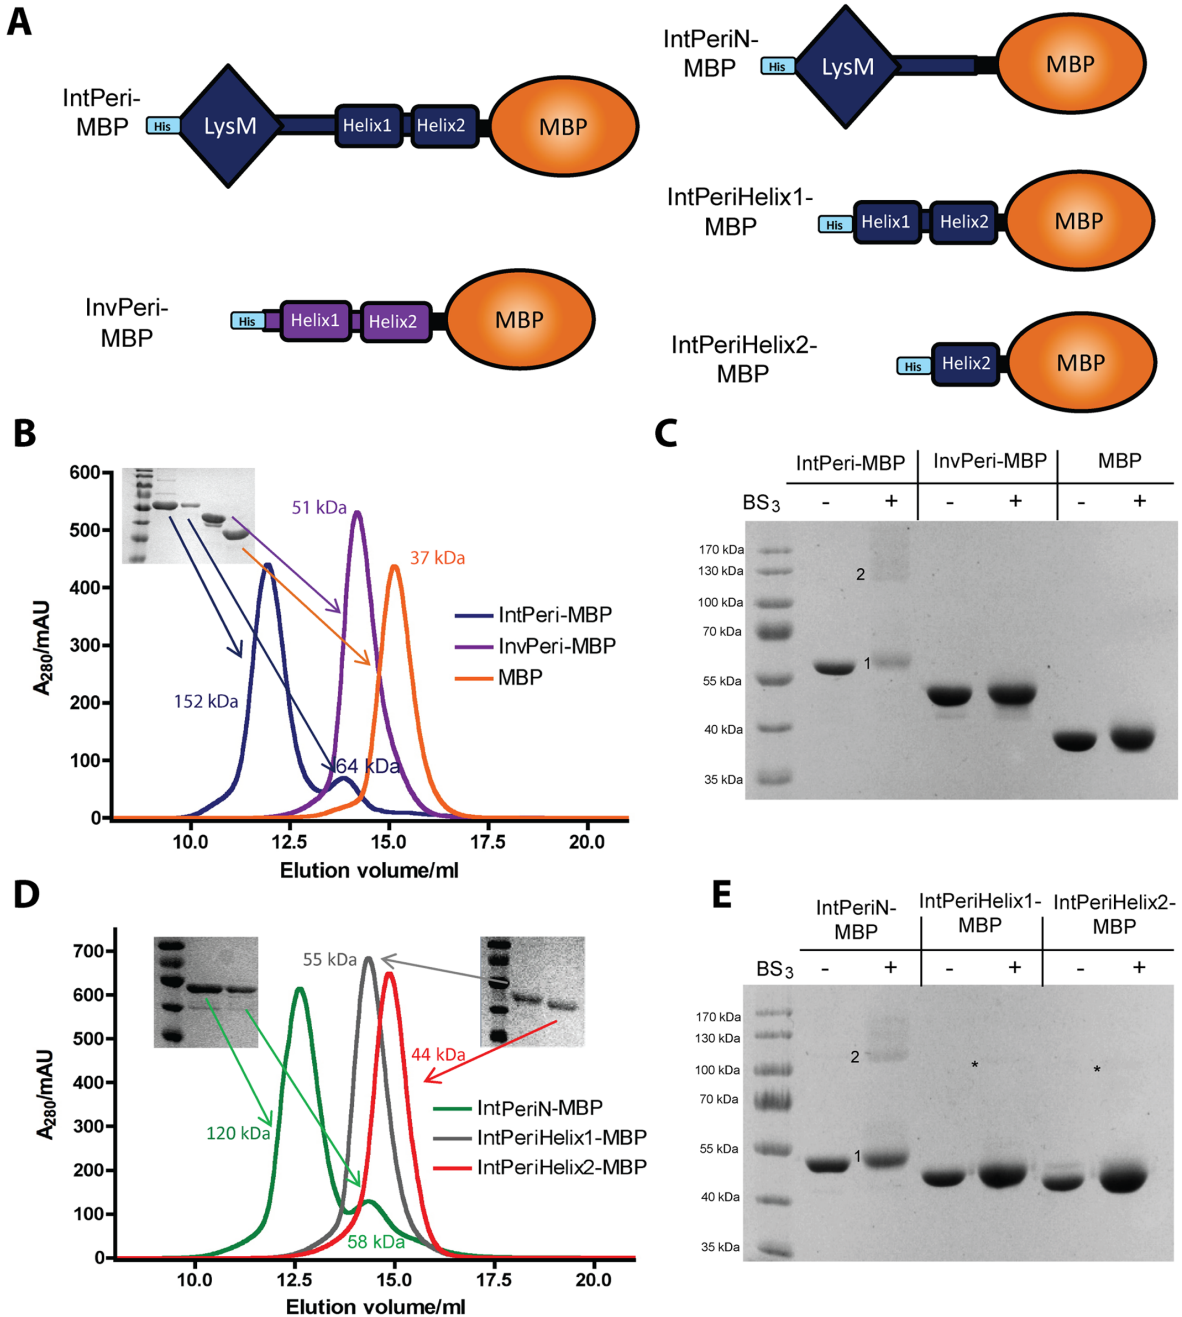 A
IntPeri-
MBP
His
LysM
Helix1
Helix2
MBP
IntPeriN-
MBP
His
LysM
MBP
IntPeriHelix1-
MBP
His
Helix1
Helix2
MBP
InvPeri-
MBP
His
Helix1
Helix2
MBP
IntPeriHelix2-
MBP
His
Helix2
MBP
B
600
500
400
300
200
100
0
A280/mAU
51 kDa
37 kDa
152 kDa
64 kDa
IntPeri-MBP
InvPeri-MBP
MBP
10.0
12.5
15.0
17.5
20.0
Elution volume/ml
C
IntPeri-MBP
InvPeri-MBP
MBP
BS3
-
+
-
+
-
+
170 kDa
130 kDa
100 kDa
70 kDa
55 kDa
40 kDa
35 kDa
2
1
D
700
600
500
400
300
200
100
0
A280/mAU
55 kDa
44 kDa
120 kDa
58 kDa
IntPeriN-MBP
IntPeriHelix1-MBP
IntPeriHelix2-MBP
10.0
12.5
15.0
17.5
20.0
Elution volume/ml
E
IntPeriN-
MBP
IntPeriHelix1-
MBP
IntPeriHelix2-
MBP
BS3
-
+
-
+
-
+
170 kDa
130 kDa
100 kDa
70 kDa
55 kDa
40 kDa
35 kDa
2
1
*
*